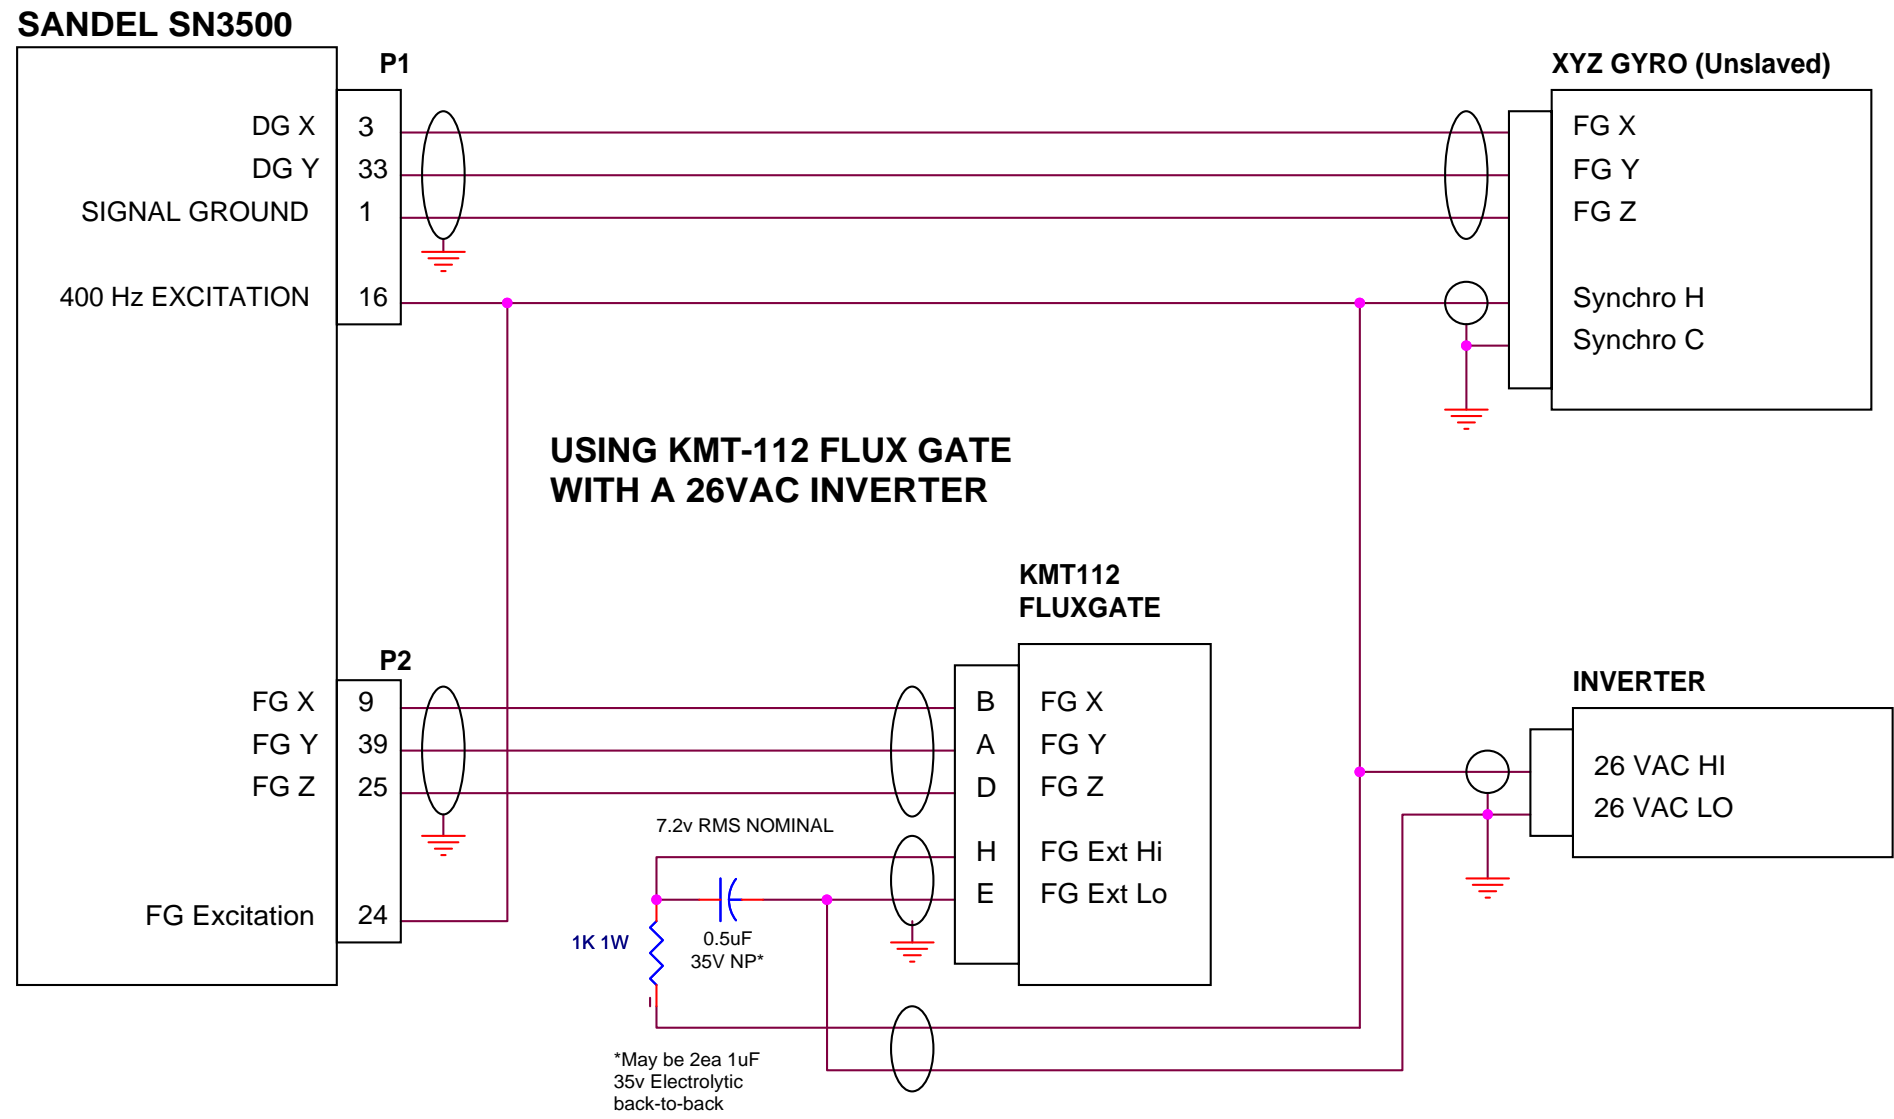 SANDEL SN3500
P1
DG X 3
DG Y 33
SIGNAL GROUND 1
400 Hz EXCITATION 16
XYZ GYRO (Unslaved)
FG X
FG Y
FG Z
Synchro H
Synchro C
USING KMT-112 FLUX GATE
WITH A 26VAC INVERTER
KMT112
FLUXGATE
P2
FG X 9
FG Y 39
FG Z 25
FG Excitation 24
B FG X
A FG Y
D FG Z
H FG Ext Hi
E FG Ext Lo
7.2v RMS NOMINAL
1K 1W
0.5uF
35V NP*
*May be 2ea 1uF
35v Electrolytic
back-to-back
INVERTER
26 VAC HI
26 VAC LO